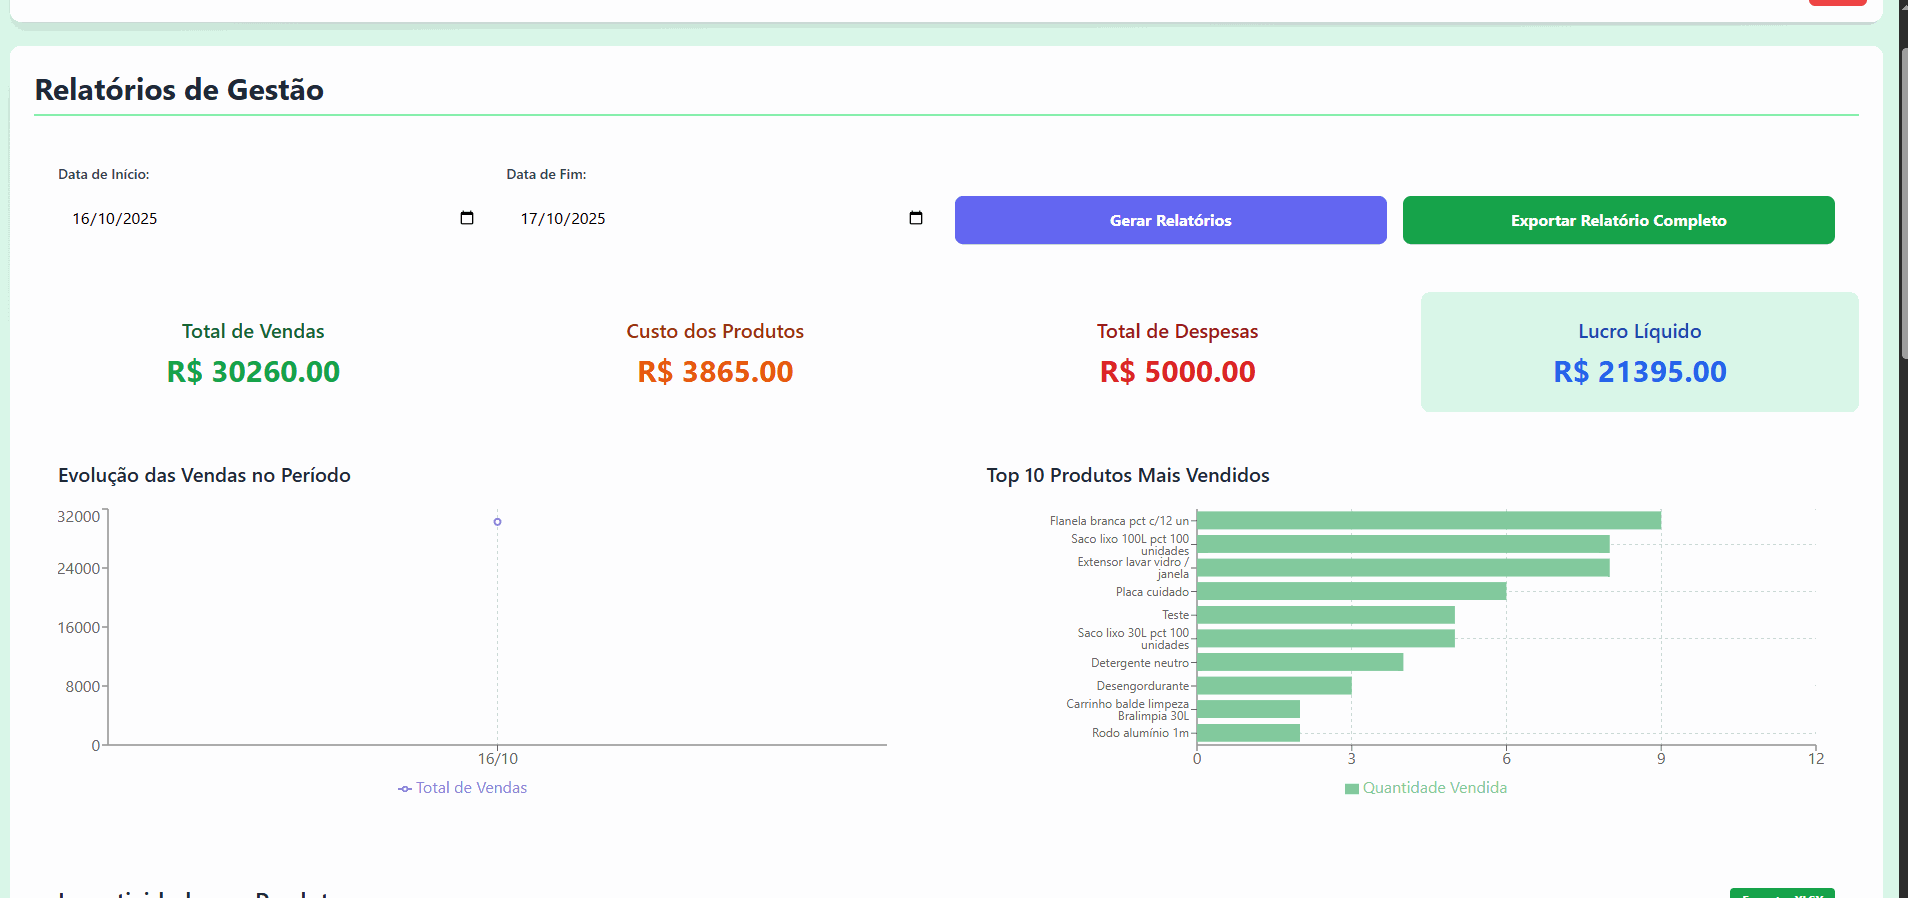 Relatórios de Gestão
Data de Início:
Data de Fim:
16/10/2025
17/10/2025
Gerar Relatórios
Exportar Relatório Completo
Total de Vendas
R$ 30260.00
Custo dos Produtos
R$ 3865.00
Total de Despesas
R$ 5000.00
Lucro Líquido
R$ 21395.00
Evolução das Vendas no Período
32000
24000
16000
8000
0
16/10
Total de Vendas
Top 10 Produtos Mais Vendidos
Flanela branca pct c/12 un
Saco lixo 100L pct 100
unidades
Extensor lavar vidro /
janela
Placa cuidado
Teste
Saco lixo 30L pct 100
unidades
Detergente neutro
Desengordurante
Carrinho balde limpeza
Bralimpia 30L
Rodo alumínio 1m
0 3 6 9 12
Quantidade Vendida